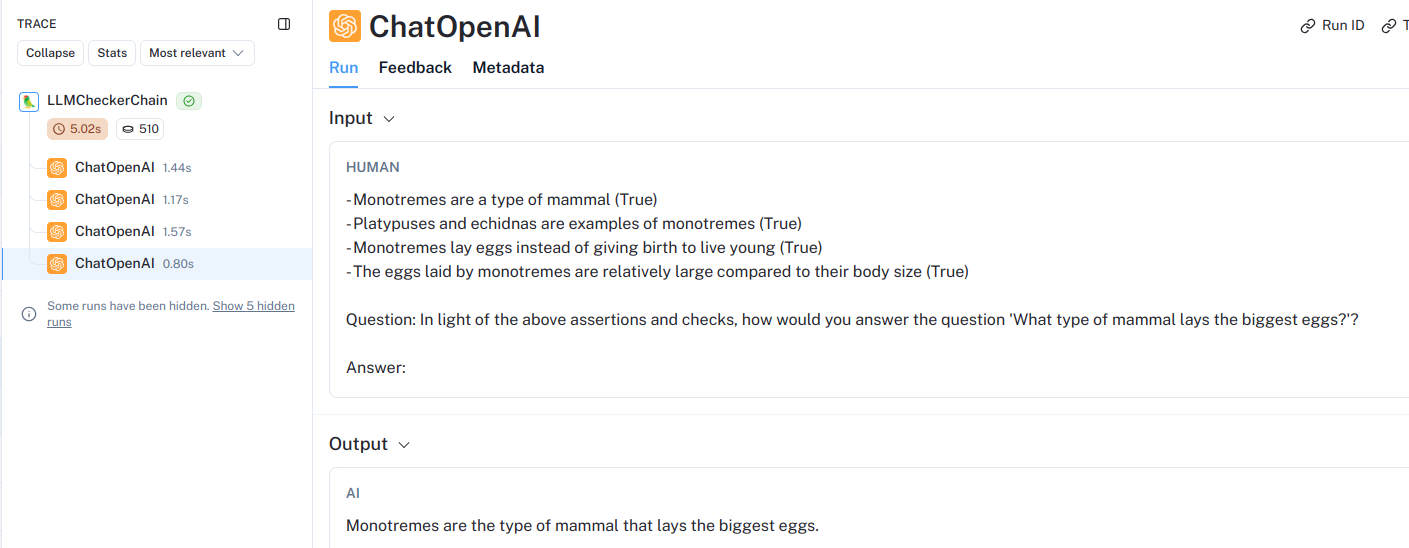 TRACE
Collapse
Stats
Most relevant
LLMCheckerChain
5.02s
510
ChatOpenAI 1.44s
ChatOpenAI 1.17s
ChatOpenAI 1.57s
ChatOpenAI 0.80s
Some runs have been hidden. Show 5 hidden
runs
ChatOpenAI
Run ID
T
Run
Feedback
Metadata
Input
HUMAN
- Monotremes are a type of mammal (True)
- Platypuses and echidnas are examples of monotremes (True)
- Monotremes lay eggs instead of giving birth to live young (True)
- The eggs laid by monotremes are relatively large compared to their body size (True)
Question: In light of the above assertions and checks, how would you answer the question 'What type of mammal lays the biggest eggs?'?
Answer:
Output
AI
Monotremes are the type of mammal that lays the biggest eggs.